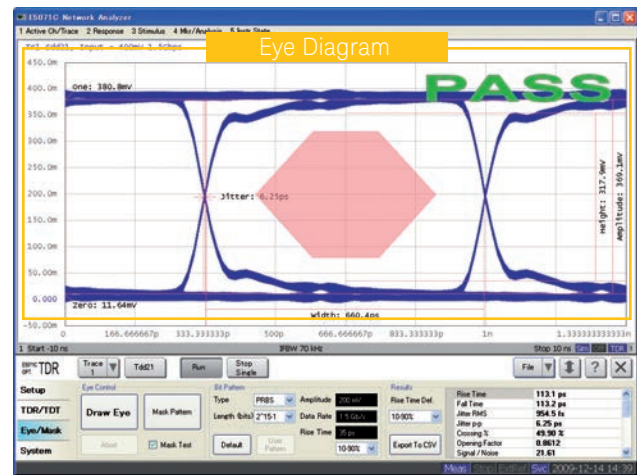 E5071C Network Analyzer
1 Active Ch/Trace 2 Response 3 Stimulus 4 Mkr/Analysis 5 Instr State
Eye Diagram
450.0m
PASS
400.0m
One: 380.8mV
350.0m
300.0m
250.0m
200.0m
Jitter: 6.25ps
Height: 317.9mV
Amplitude: 369.1mV
150.0m
100.0m
50.00m
0.000
Zero: 11.64mV
Width: 660.4ps
-50.00m
0 166.666667p 333.333333p 500p 666.666667p 833.333333p 1n 1.333333333333n
1 Start -10 ns IFBW 70 kHz Stop 10 ns
TDR
Trace 1
Tdd21
Run
Stop Single
File
Setup
TDR/TDT
Eye/Mask
System
Eye Control
Draw Eye
Mask Pattern
Abort
Mask Test
Bit Pattern
Type PRBS
Length (bits) 2^15-1
Default
User Pattern
Amplitude 200 mV
Data Rate 1.5 Gb/s
Rise Time 35 ps
10-90%
Results
Rise Time Def.
10-90%
Export To CSV
Rise Time 113.1 ps
Fall Time 113.2 ps
Jitter RMS 954.5 fs
Jitter p-p 6.25 ps
Crossing % 49.90 %
Opening Factor 0.8612
Signal / Noise 21.61
Meas Stop ExtRef Svc 2009-12-14 14:39